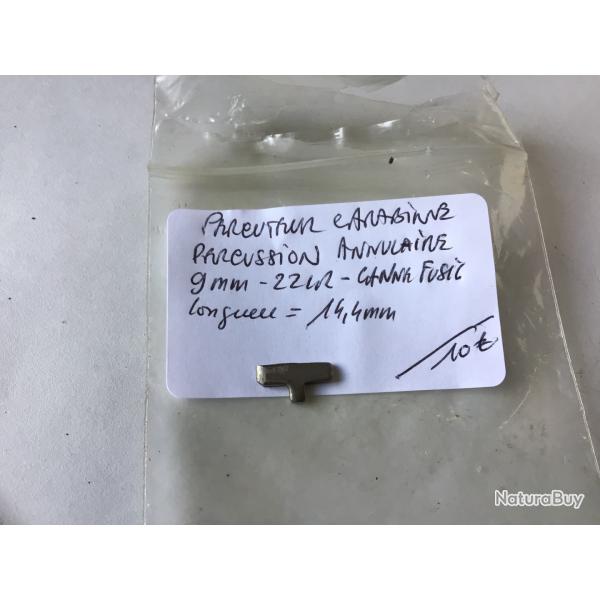 PERCUTEUR CARABINE
PERCUSSION ANNULAIRE
9mm - 22LR - CANNE FUSIL
longueur = 14,4mm
10€
NaturaBuy